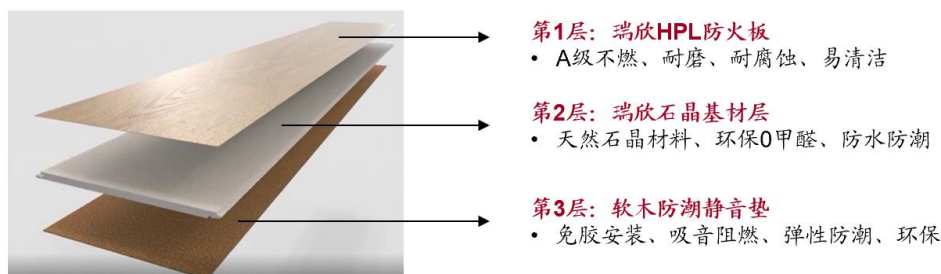 第1层：瑞欣HPL防火板
• A级不燃、耐磨、耐腐蚀、易清洁
第2层：瑞欣石晶基材层
• 天然石晶材料、环保0甲醛、防水防潮
第3层：软木防潮静音垫
• 免胶安装、吸音阻燃、弹性防潮、环保